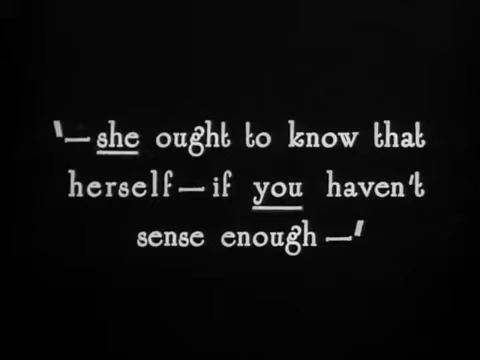 "—she ought to know that
herself—if you haven't
sense enough—"